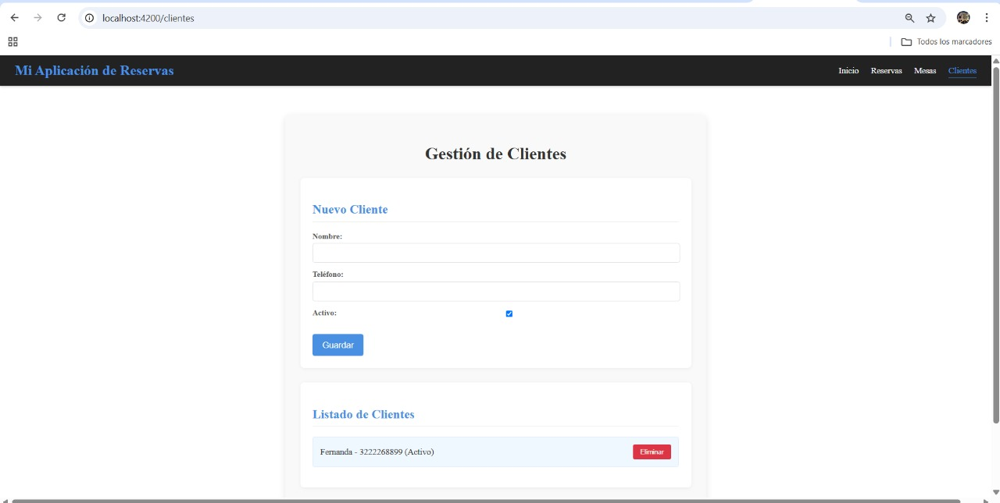 localhost:4200/clientes
Todos los marcadores
Mi Aplicación de Reservas
Inicio Reservas Mesas Clientes
Gestión de Clientes
Nuevo Cliente
Nombre:
Teléfono:
Activo:
Guardar
Listado de Clientes
Fernanda - 3222268899 (Activo) Eliminar